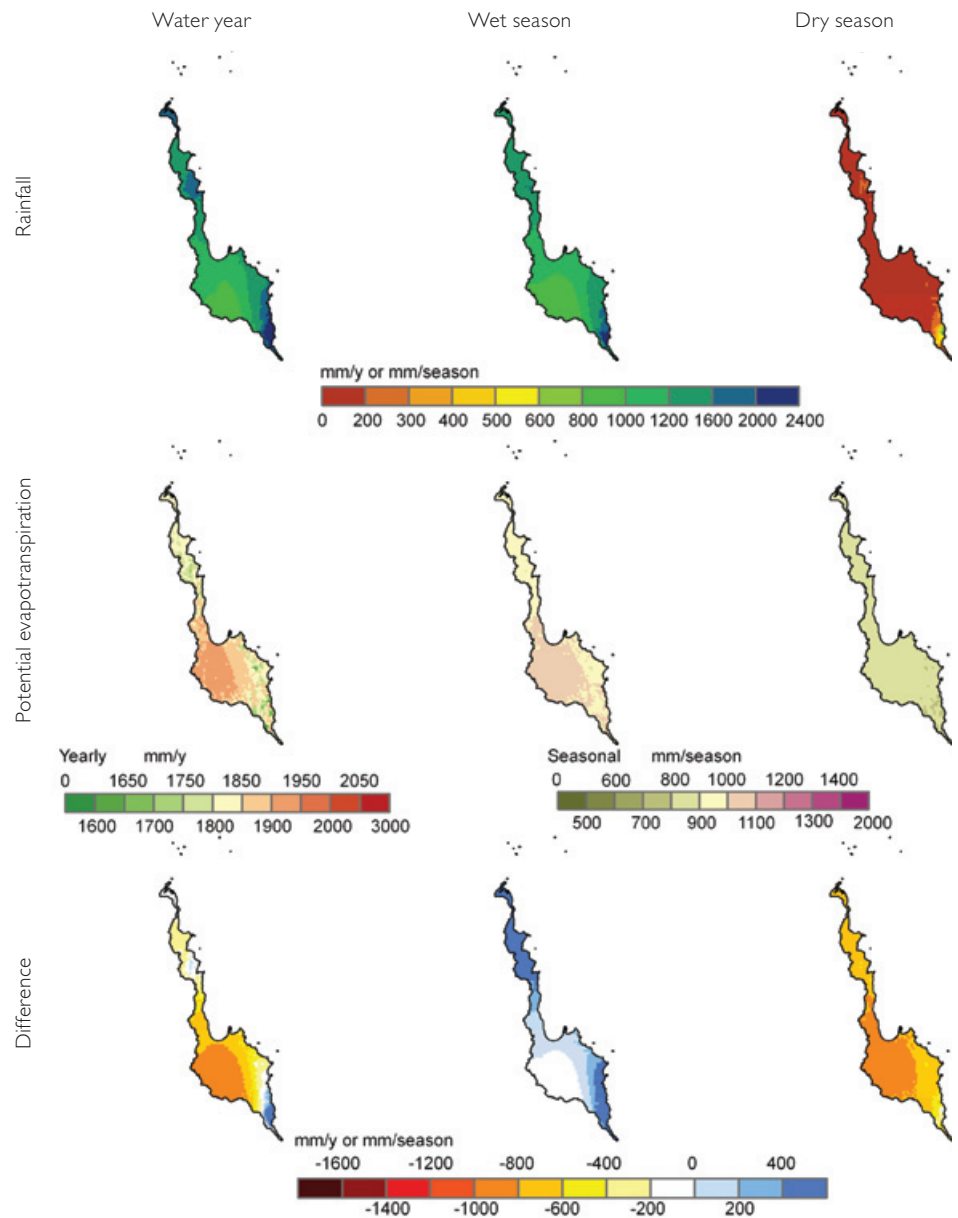 Water year Wet season Dry season
Rainfall
mm/y or mm/season
0 200 300 400 500 600 800 1000 1200 1600 2000 2400
Potential evapotranspiration
Yearly mm/y
0 1650 1750 1850 1950 2050
1600 1700 1800 1900 2000 3000
Seasonal mm/season
0 600 800 1000 1200 1400
500 700 900 1100 1300 2000
Difference
mm/y or mm/season
-1600 -1200 -800 -400 0 400
-1400 -1000 -600 -200 200